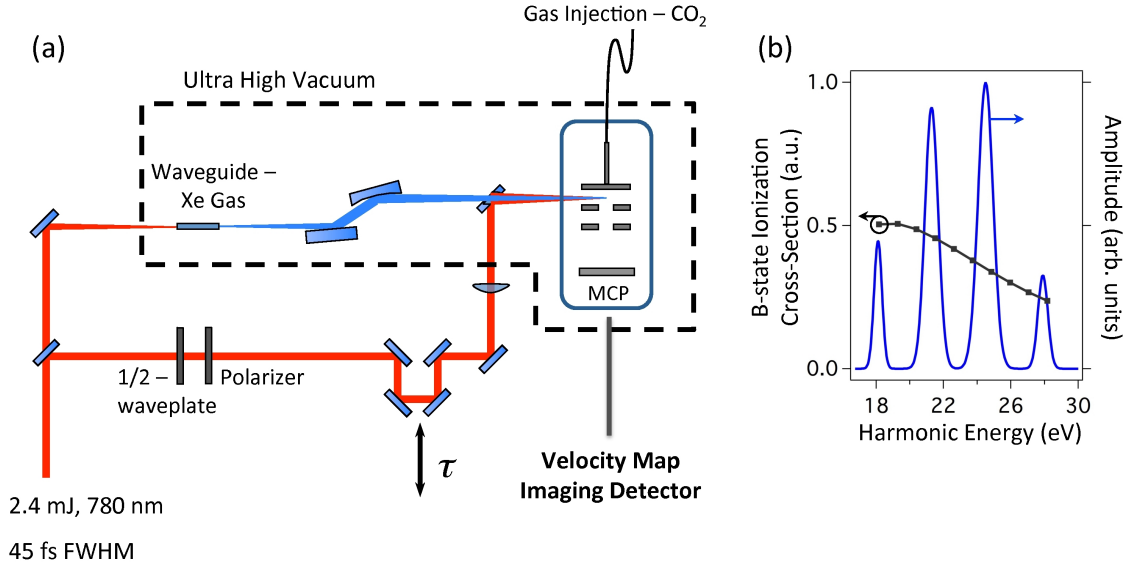 (a)
Gas Injection – CO2
Ultra High Vacuum
Waveguide –
Xe Gas
MCP
1/2 –
waveplate
Polarizer
τ
Velocity Map
Imaging Detector
2.4 mJ, 780 nm
45 fs FWHM
(b)
B-state Ionization
Cross-Section (a.u.)
1.0
0.5
0.0
18 22 26 30
Harmonic Energy (eV)
Amplitude (arb. units)